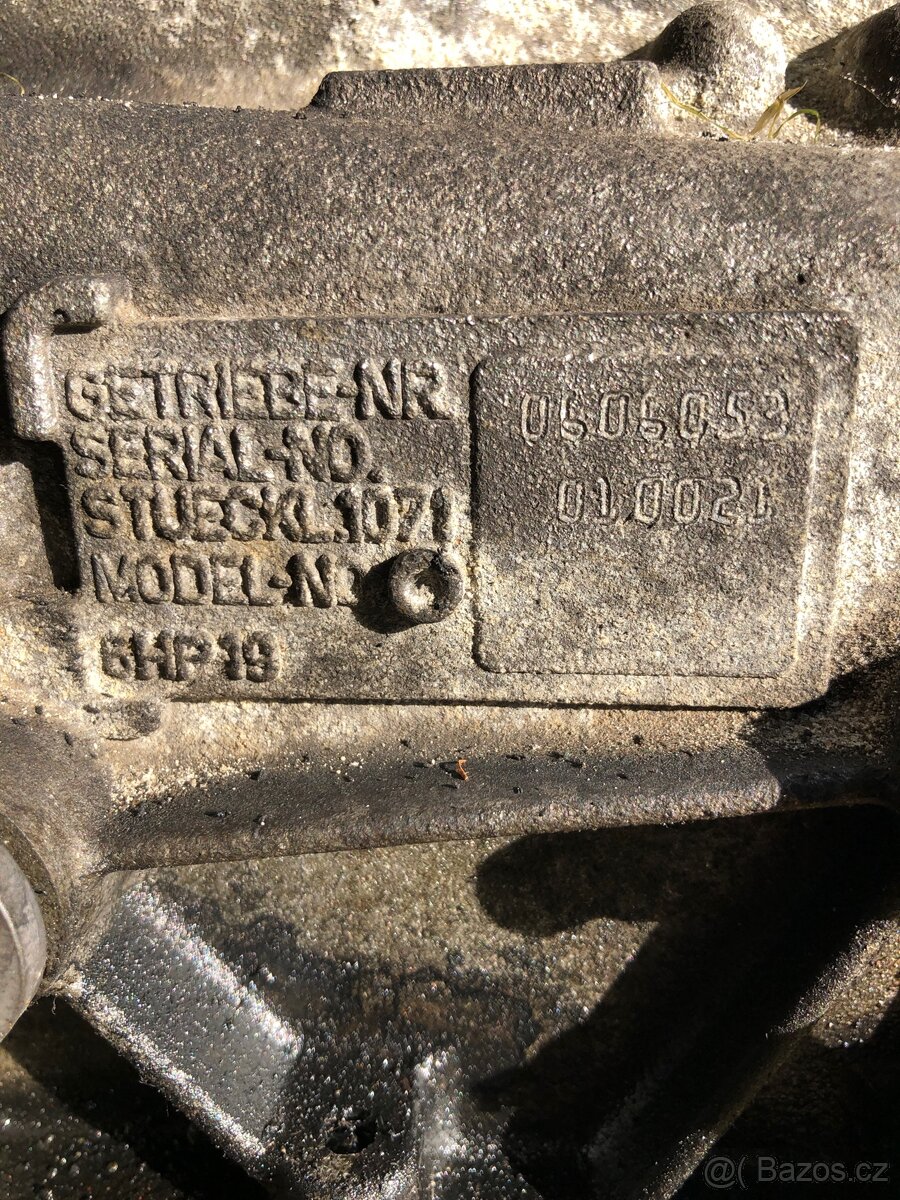 GETRIEBE-NR. 0606053
SERIAL-NO.
STUECKL.1071 010021
MODEL-NO
6HP19
@( Bazos.cz